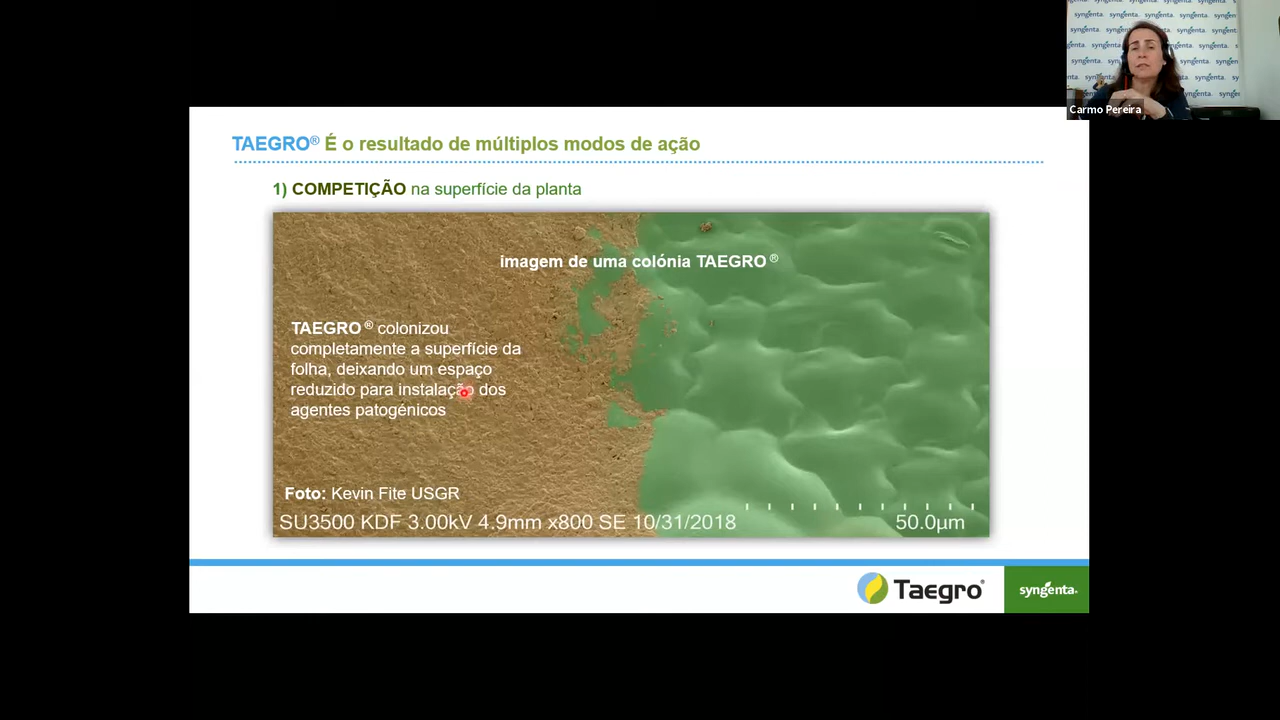 syngenta.
Carmo Pereira
TAEGRO® É o resultado de múltiplos modos de ação
1) COMPETIÇÃO na superfície da planta
imagem de uma colónia TAEGRO ®
TAEGRO ® colonizou
completamente a superfície da
folha, deixando um espaço
reduzido para instalação dos
agentes patogénicos
Foto: Kevin Fite USGR
SU3500 KDF 3.00kV 4.9mm x800 SE 10/31/2018
50.0µm
Taegro®
syngenta.